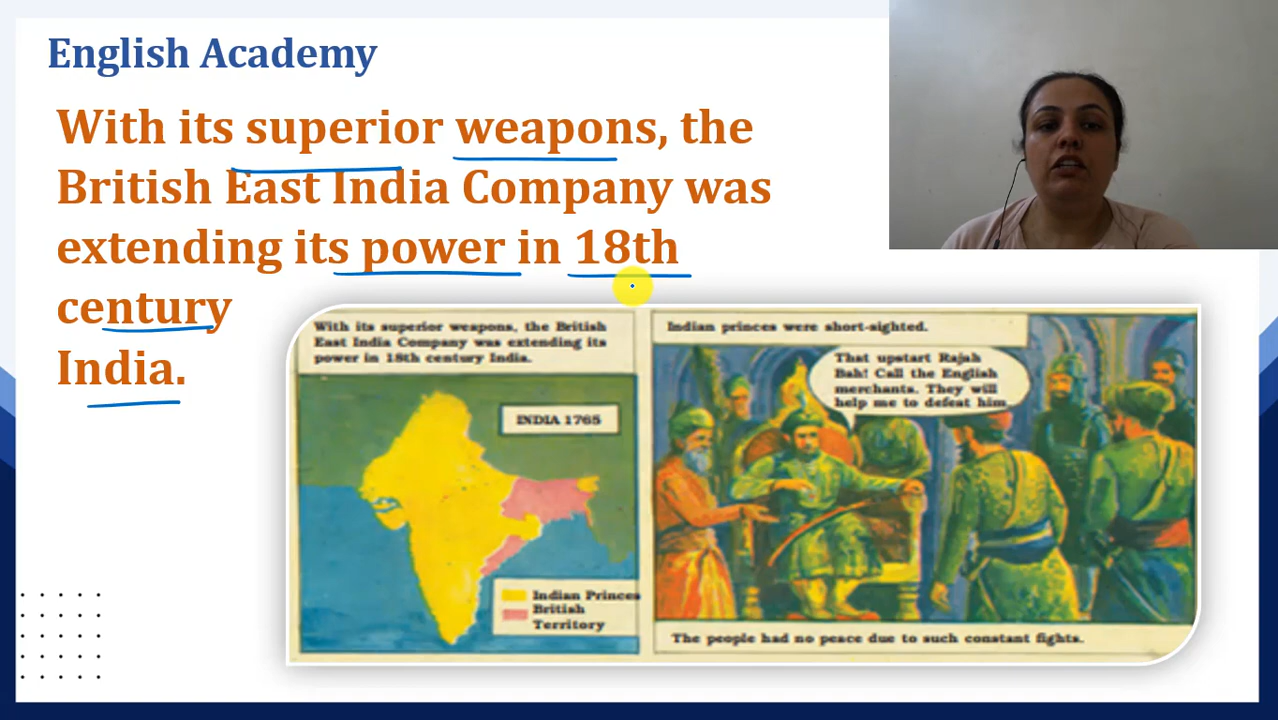 English Academy
With its superior weapons, the
British East India Company was
extending its power in 18th
century
India.
With its superior weapons, the British
East India Company was extending its
power in 18th century India.
INDIA 1765
Indian Princes
British
Territory
Indian princes were short-sighted.
That upstart Rajah
Bah! Call the English
merchants. They will
help me to defeat him
The people had no peace due to such constant fights.